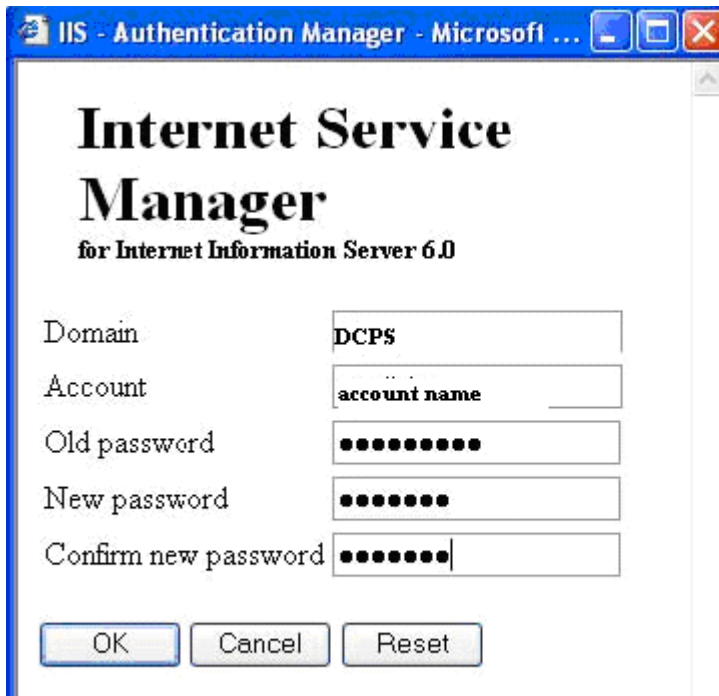 IIS - Authentication Manager - Microsoft ...
Internet Service
Manager
for Internet Information Server 6.0
Domain DCPS
Account account name
Old password ●●●●●●●●●
New password ●●●●●●●
Confirm new password ●●●●●●●
OK Cancel Reset